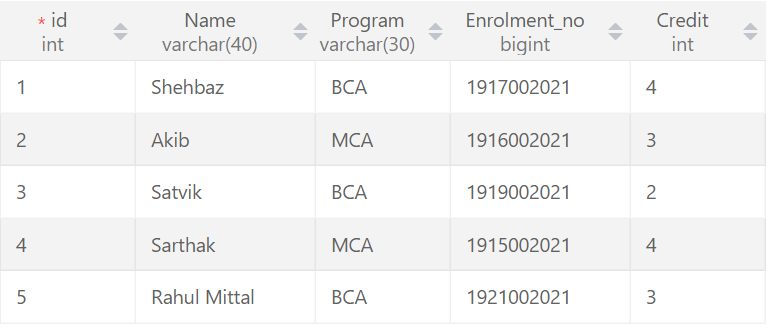 * id Name Program Enrolment_no Credit
int varchar(40) varchar(30) bigint int
1 Shehbaz BCA 1917002021 4
2 Akib MCA 1916002021 3
3 Satvik BCA 1919002021 2
4 Sarthak MCA 1915002021 4
5 Rahul Mittal BCA 1921002021 3